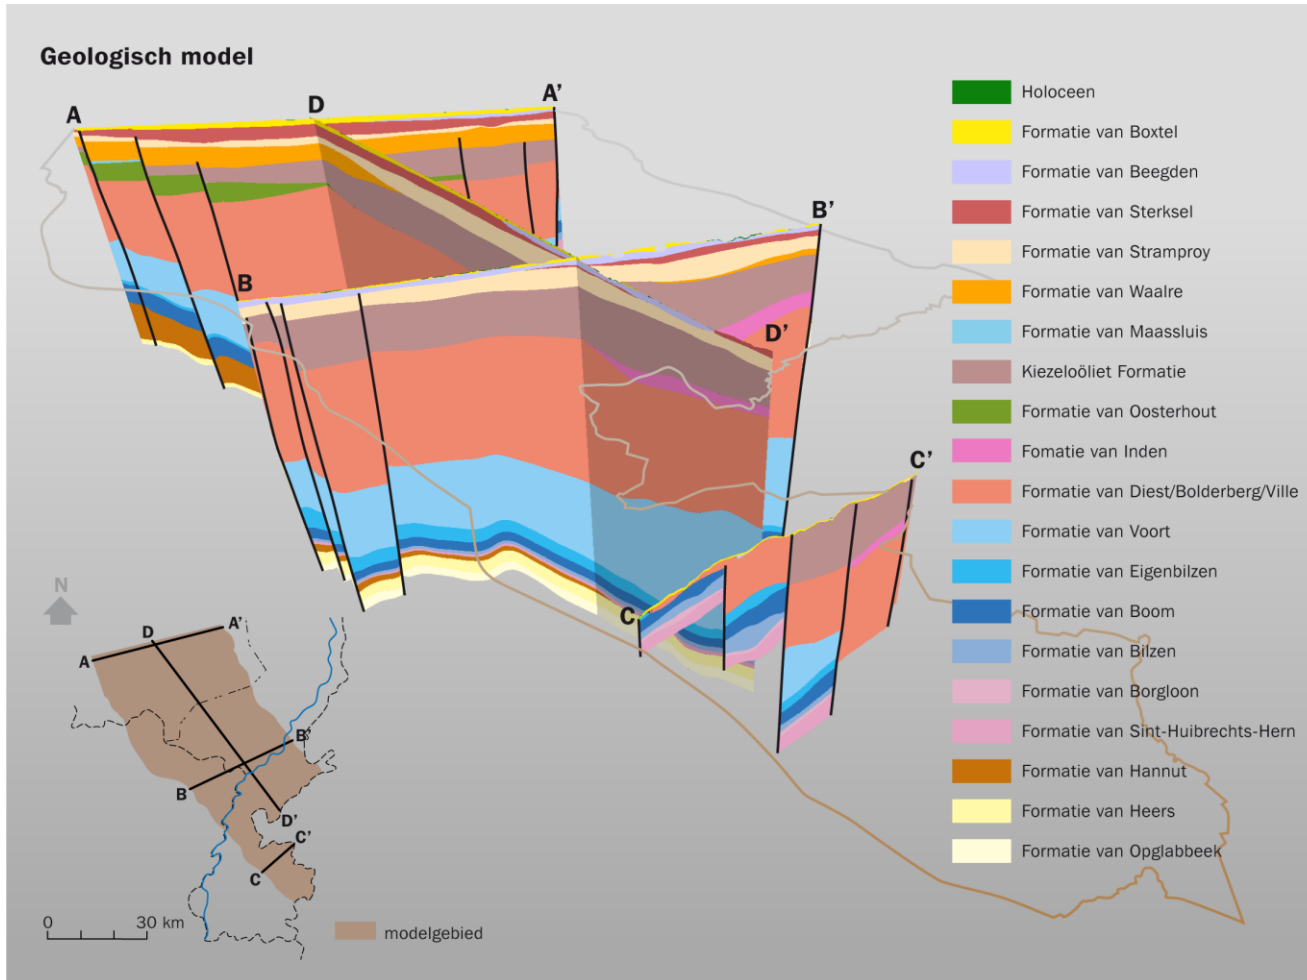 Geologisch model
A
D
A’
B
B’
D’
C
C’
Holoceen
Formatie van Boxtel
Formatie van Beegden
Formatie van Sterksel
Formatie van Stramproy
Formatie van Waalre
Formatie van Maassluis
Kiezeloöliet Formatie
Formatie van Oosterhout
Fomatie van Inden
Formatie van Diest/Bolderberg/Ville
Formatie van Voort
Formatie van Eigenbilzen
Formatie van Boom
Formatie van Bilzen
Formatie van Borgloon
Formatie van Sint-Huibrechts-Hern
Formatie van Hannut
Formatie van Heers
Formatie van Opglabbeek
N
D
A’
A
B’
B
D’
C’
C
0 30 km
modelgebied